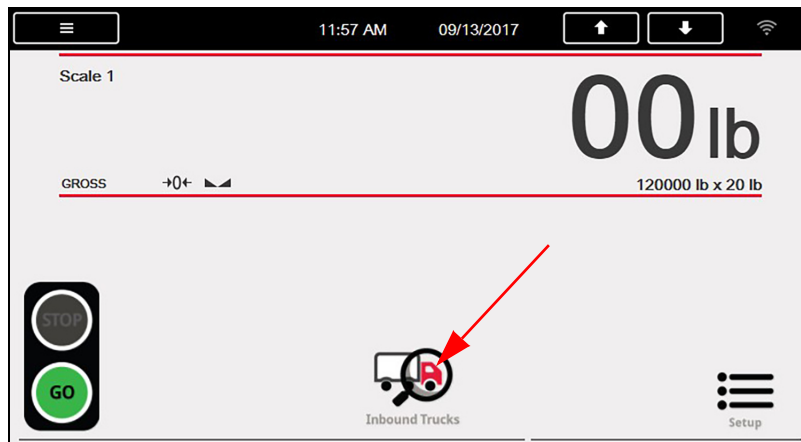 11:57 AM 09/13/2017
Scale 1
00 lb
GROSS →0← 120000 lb x 20 lb
STOP
GO
Inbound Trucks
Setup